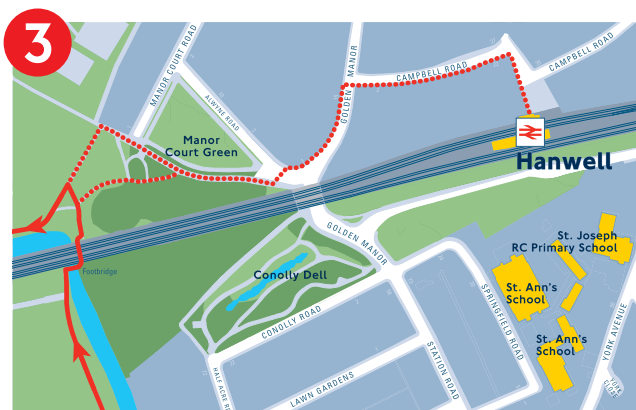 3
MANOR COURT ROAD
ALWYNE ROAD
GOLDEN MANOR
CAMPBELL ROAD
CAMPBELL ROAD
Manor
Court Green
Hanwell
GOLDEN MANOR
St. Joseph
RC Primary School
Footbridge
Conolly Dell
St. Ann's
School
CONOLLY ROAD
SPRINGFIELD ROAD
St. Ann's
School
YORK AVENUE
STATION ROAD
LAWN GARDENS
HALF ACRE R
YORK